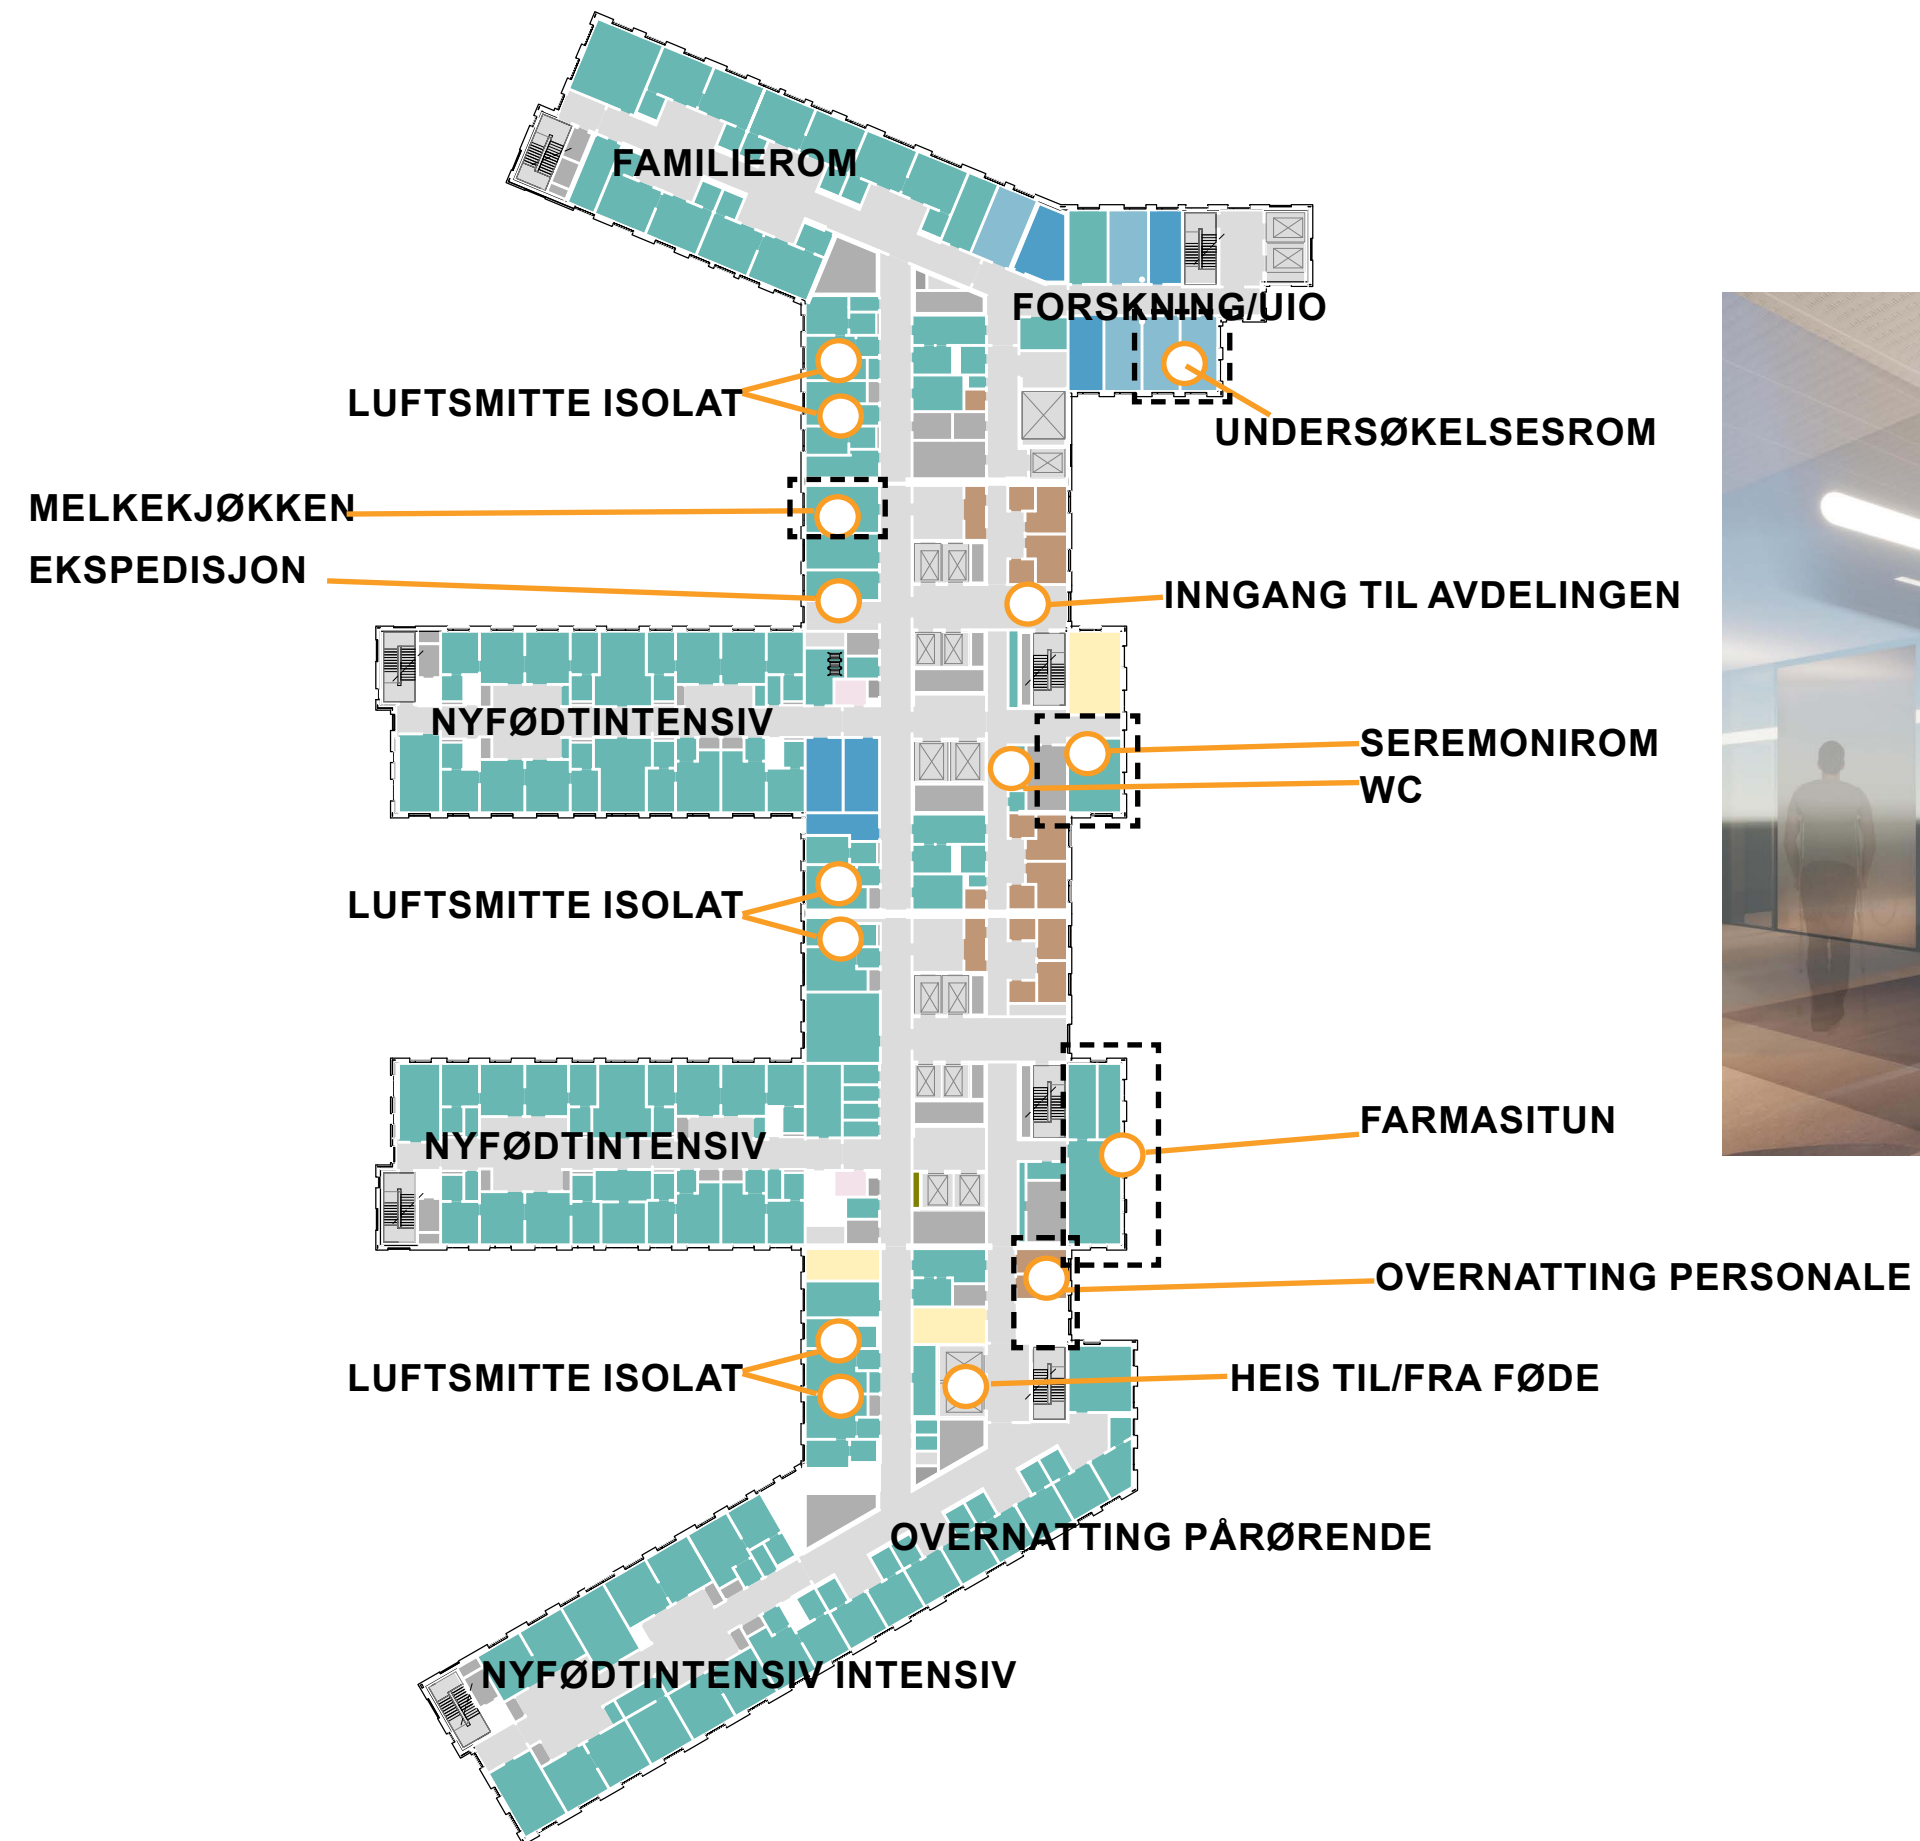 FAMILIEROM
FORSKNING/UIO
LUFTSMITTE ISOLAT
UNDERSØKELSESROM
MELKEKJØKKEN
EKSPEDISJON
INNGANG TIL AVDELINGEN
NYFØDTINTENSIV
SEREMONIROM
WC
LUFTSMITTE ISOLAT
FARMASITUN
NYFØDTINTENSIV
OVERNATTING PERSONALE
LUFTSMITTE ISOLAT
HEIS TIL/FRA FØDE
OVERNATTING PÅRØRENDE
NYFØDTINTENSIV INTENSIV